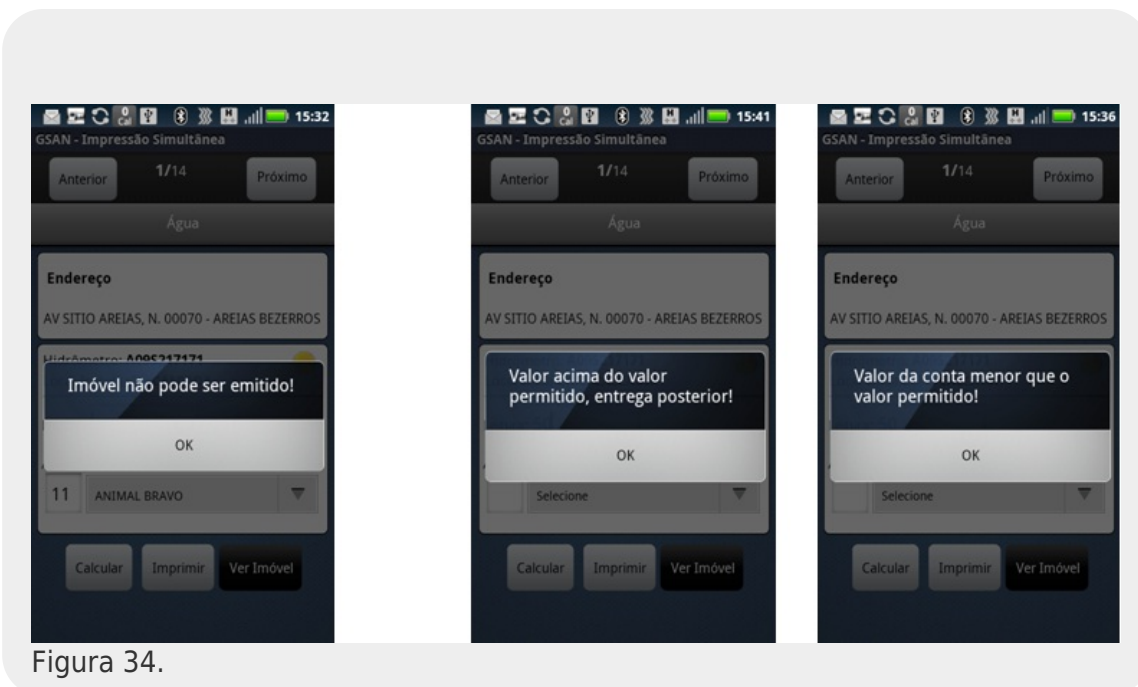 15:32
GSAN - Impressão Simultânea
Anterior
1/14
Próximo
Água
Endereço
AV SITIO AREIAS, N. 00070 - AREIAS BEZERROS
Hidrômetro: A09S217171
Imóvel não pode ser emitido!
OK
11
ANIMAL BRAVO
Calcular
Imprimir
Ver Imóvel
15:41
GSAN - Impressão Simultânea
Anterior
1/14
Próximo
Água
Endereço
AV SITIO AREIAS, N. 00070 - AREIAS BEZERROS
Valor acima do valor
permitido, entrega posterior!
OK
Selecione
Calcular
Imprimir
Ver Imóvel
15:36
GSAN - Impressão Simultânea
Anterior
1/14
Próximo
Água
Endereço
AV SITIO AREIAS, N. 00070 - AREIAS BEZERROS
Valor da conta menor que o
valor permitido!
OK
Selecione
Calcular
Imprimir
Ver Imóvel
Figura 34.